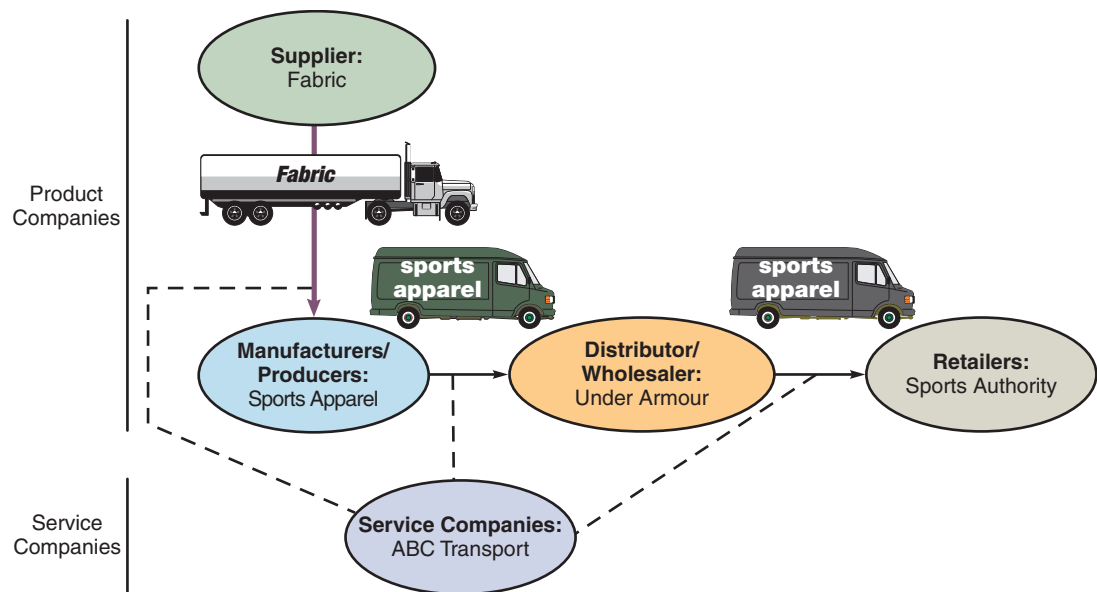 Supplier:
Fabric
Fabric
Product
Companies
sports
apparel
sports
apparel
Manufacturers/
Producers:
Sports Apparel
Distributor/
Wholesaler:
Under Armour
Retailers:
Sports Authority
Service
Companies
Service Companies:
ABC Transport